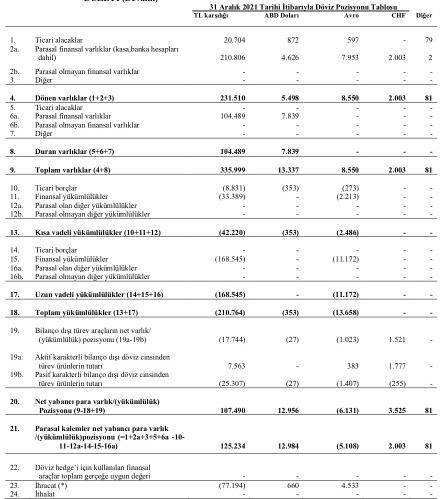 31 Aralık 2021 Tarihi İtibarıyla Döviz Pozisyonu Tablosu
TL karşılığı ABD Doları Avro CHF Diğer
1. Ticari alacaklar 20.704 872 597 - 79
2a. Parasal finansal varlıklar (kasa,banka hesapları
dahil) 210.806 4.626 7.953 2.003 2
2b. Parasal olmayan finansal varlıklar - - - - -
3. Diğer - - - - -
4. Dönen varlıklar (1+2+3) 231.510 5.498 8.550 2.003 81
5. Ticari alacaklar - - - - -
6a. Parasal finansal varlıklar 104.489 7.839 - - -
6b. Parasal olmayan finansal varlıklar - - - - -
7. Diğer - - - - -
8. Duran varlıklar (5+6+7) 104.489 7.839 - - -
9. Toplam varlıklar (4+8) 335.999 13.337 8.550 2.003 81
10. Ticari borçlar (8.831) (353) (273) - -
11. Finansal yükümlülükler (33.389) - (2.213) - -
12a. Parasal olan diğer yükümlülükler - - - - -
12b. Parasal olmayan diğer yükümlülükler - - - - -
13. Kısa vadeli yükümlülükler (10+11+12) (42.220) (353) (2.486) - -
14. Ticari borçlar - - - - -
15. Finansal yükümlülükler (168.545) - (11.172) - -
16a. Parasal olan diğer yükümlülükler - - - - -
16b. Parasal olmayan diğer yükümlülükler - - - - -
17. Uzun vadeli yükümlülükler (14+15+16) (168.545) - (11.172) - -
18. Toplam yükümlülükler (13+17) (210.764) (353) (13.658) - -
19. Bilanço dışı türev araçların net varlık/
(yükümlülük) pozisyonu (19a-19b) (17.744) (27) (1.023) 1.521 -
19a. Aktif karakterli bilanço dışı döviz cinsinden
türev ürünlerin tutarı 7.563 - 383 1.777 -
19b. Pasif karakterli bilanço dışı döviz cinsinden
türev ürünlerin tutarı (25.307) (27) (1.407) (255) -
20. Net yabancı para varlık/(yükümlülük)
Pozisyonu (9-18+19) 107.490 12.956 (6.131) 3.525 81
21. Parasal kalemler net yabancı para varlık
/(yükümlülük)pozisyonu (=1+2a+3+5+6a -10-
11-12a-14-15-16a) 125.234 12.984 (5.108) 2.003 81
22. Döviz hedge'i için kullanılan finansal
araçlar toplam gerçeğe uygun değeri - - - - -
23. İhracat (*) (77.194) 660 4.533 - -
24. İthalat - - - - -